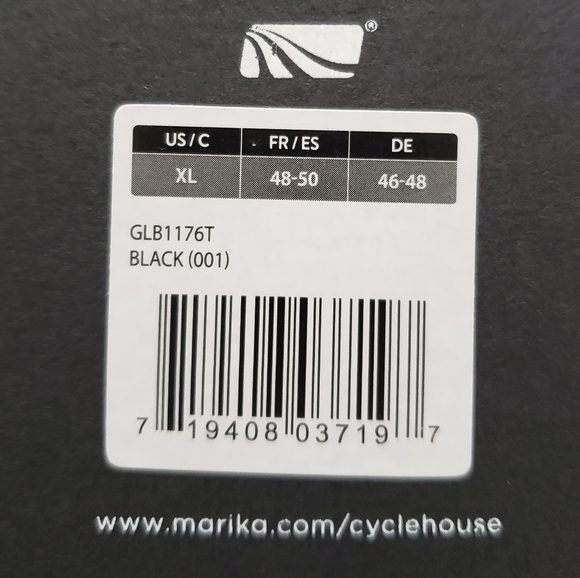 ®
US/C FR/ES DE
XL 48-50 46-48
GLB1176T
BLACK (001)
7 19408 03719 7
www.marika.com/cyclehouse